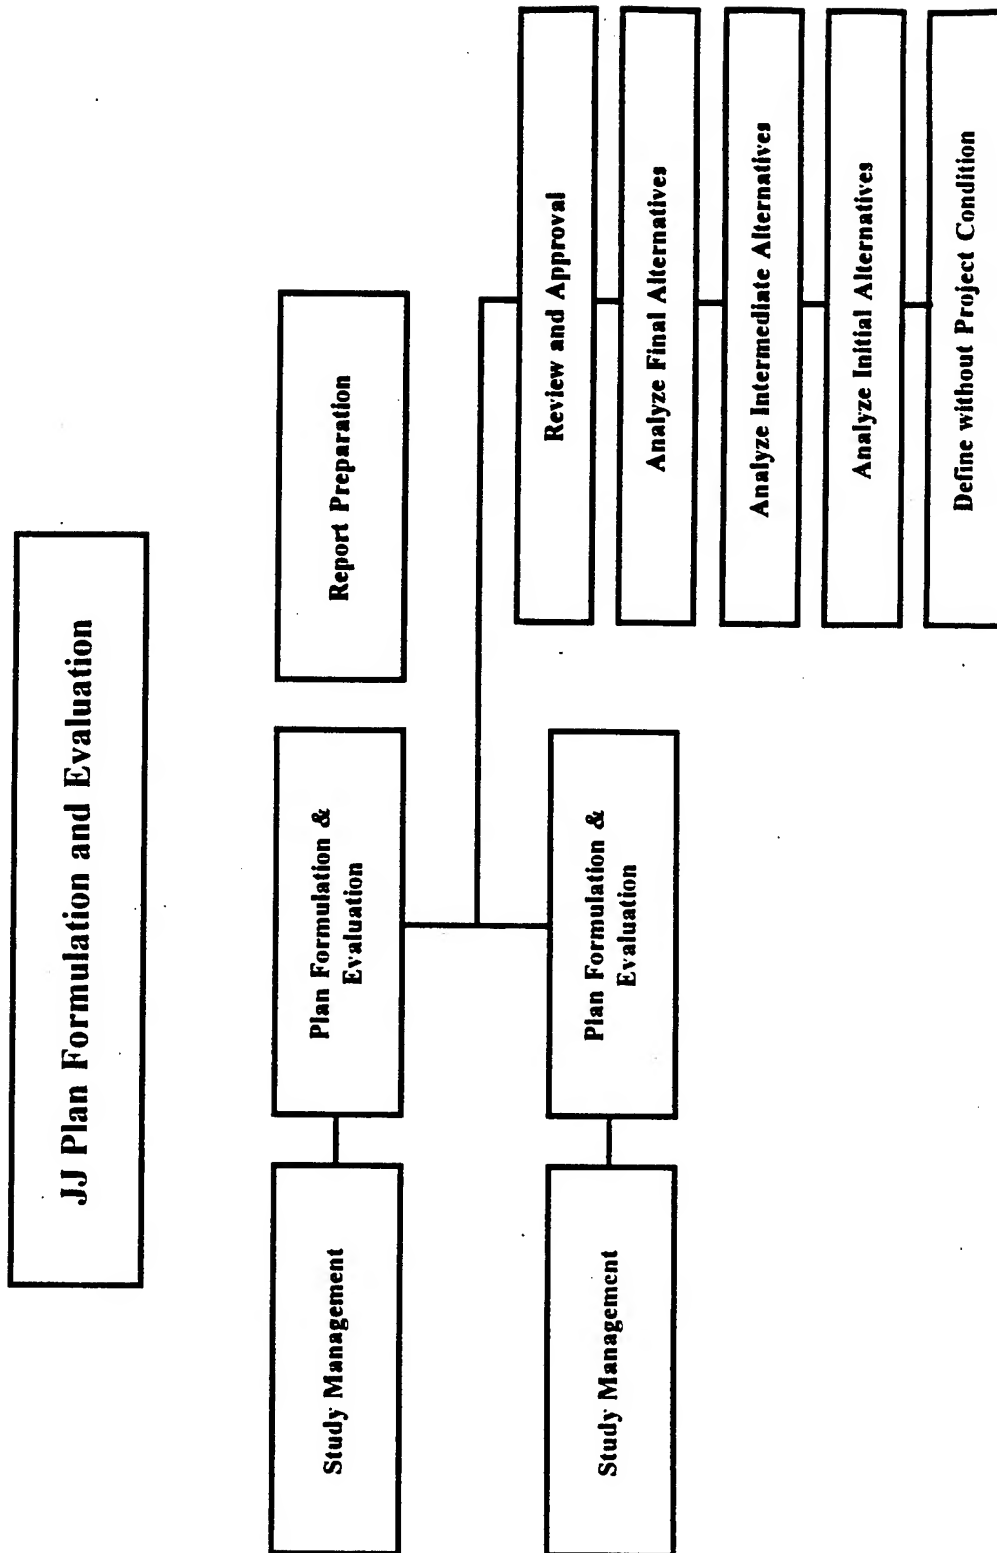 JJ Plan Formulation and Evaluation
Study Management
Plan Formulation &
Evaluation
Report Preparation
Study Management
Plan Formulation &
Evaluation
Review and Approval
Analyze Final Alternatives
Analyze Intermediate Alternatives
Analyze Initial Alternatives
Define without Project Condition